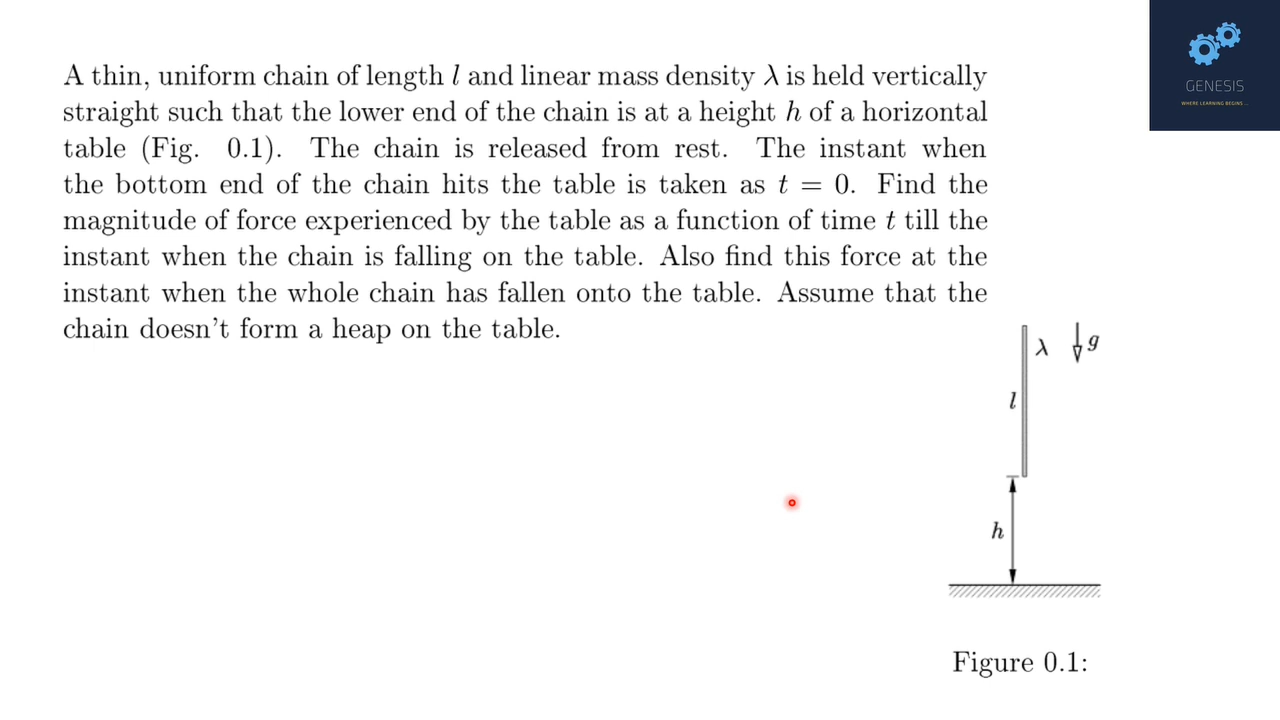 A thin, uniform chain of length l and linear mass density λ is held vertically
straight such that the lower end of the chain is at a height h of a horizontal
table (Fig. 0.1). The chain is released from rest. The instant when
the bottom end of the chain hits the table is taken as t = 0. Find the
magnitude of force experienced by the table as a function of time t till the
instant when the chain is falling on the table. Also find this force at the
instant when the whole chain has fallen onto the table. Assume that the
chain doesn't form a heap on the table.
GENESIS
WHERE LEARNING BEGINS ...
λ
g
l
h
Figure 0.1: